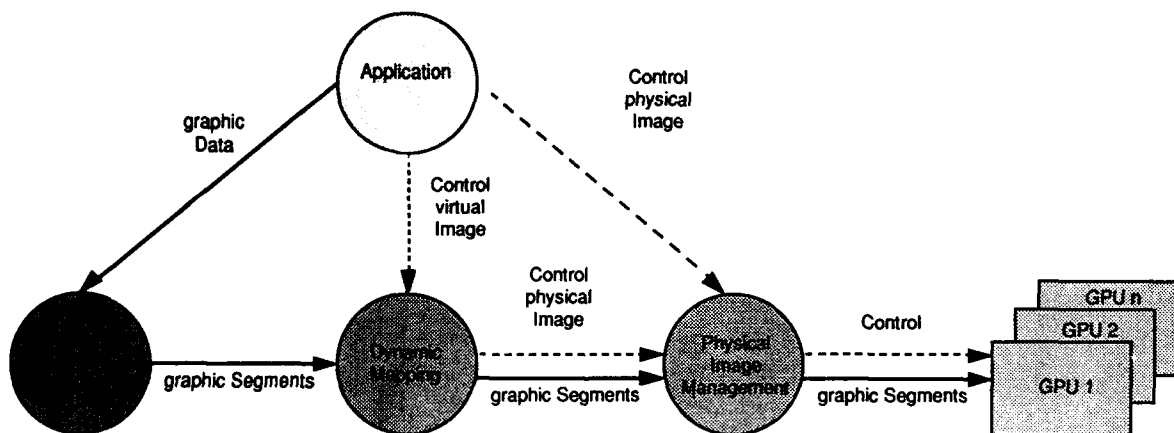 Application
Control
physical
Image
graphic
Data
Control
virtual
Image
Control
physical
Image
Dynamic
Mapping
Physical
Image
Management
Control
GPU n
GPU 2
GPU 1
graphic Segments
graphic Segments
graphic Segments